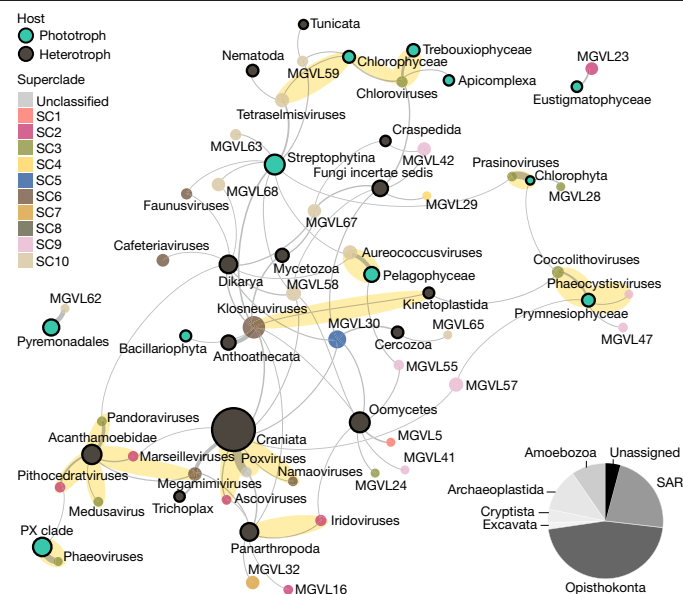 Host
Phototroph
Heterotroph
Superclade
Unclassified
SC1
SC2
SC3
SC4
SC5
SC6
SC7
SC8
SC9
SC10
Tunicata
Nematoda
MGVL59
Chlorophyceae
Trebouxiophyceae
Chloroviruses
Apicomplexa
Tetraselmisviruses
MGVL23
Eustigmatophyceae
MGVL63
Craspedida
MGVL42
Streptophytina
Fungi incertae sedis
Prasinoviruses
Chlorophyta
MGVL28
MGVL68
Faunusviruses
MGVL67
MGVL29
Cafeteriaviruses
Dikarya
Mycetozoa
MGVL58
Aureococcusviruses
Pelagophyceae
Coccolithoviruses
Phaeocystisviruses
Prymnesiophyceae
MGVL47
Klosneuviruses
Kinetoplastida
MGVL62
Pyremonadales
Bacillariophyta
Anthoathecata
MGVL30
Cercozoa
MGVL65
MGVL55
MGVL57
Pandoraviruses
Acanthamoebidae
Marseilleviruses
Craniata
Oomycetes
MGVL5
Pithocedratviruses
Megamimiviruses
Poxviruses
Namaoviruses
MGVL41
MGVL24
Medusavirus
Trichoplax
Ascoviruses
PX clade
Phaeoviruses
Panarthropoda
Iridoviruses
MGVL32
MGVL16
Amoebozoa
Unassigned
SAR
Archaeoplastida
Cryptista
Excavata
Opisthokonta